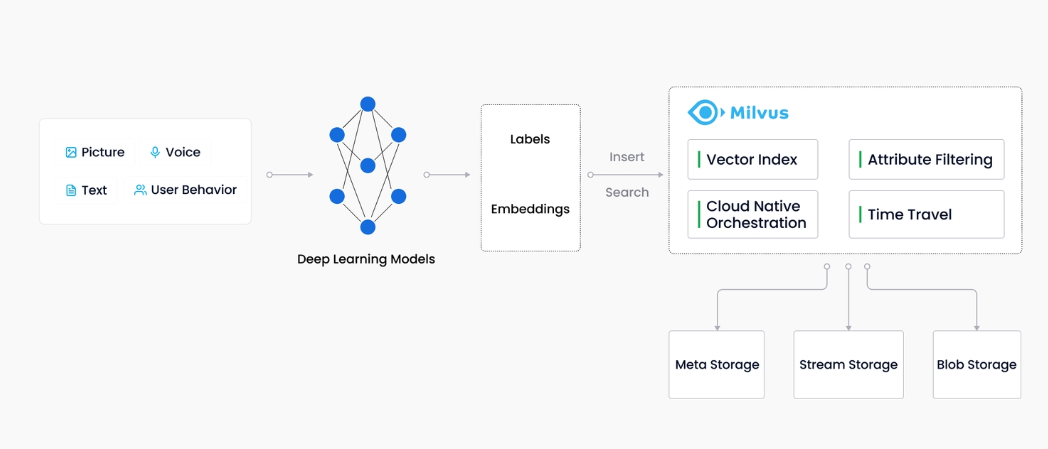 Picture
Voice
Text
User Behavior
Deep Learning Models
Labels
Embeddings
Insert
Search
Milvus
Vector Index
Attribute Filtering
Cloud Native
Orchestration
Time Travel
Meta Storage
Stream Storage
Blob Storage